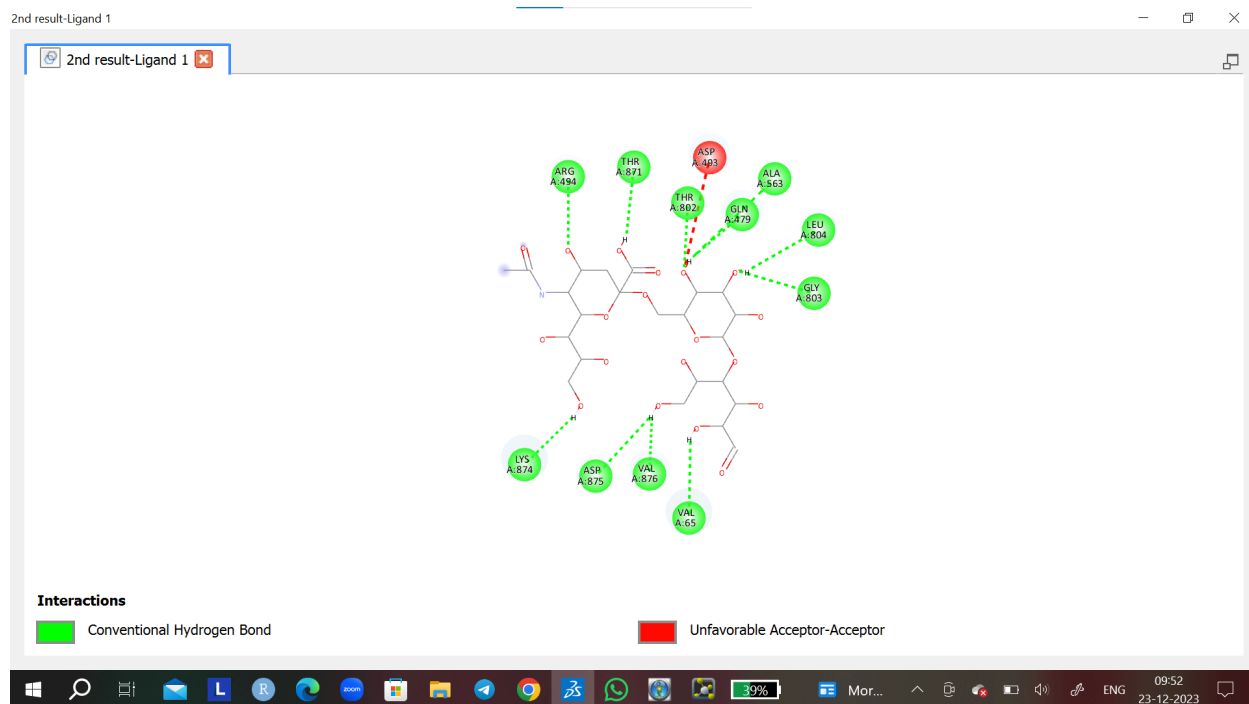 2nd result-Ligand 1
2nd result-Ligand 1
ARG
A:494
THR
A:871
ASP
A:493
THR
A:802
GLN
A:479
ALA
A:563
LEU
A:804
GLY
A:803
H
O
O
O
O
H
O
H
O
N
O
O
O
O
O
O
O
O
O
O
O
H
O
H
O
O
H
O
LYS
A:874
ASP
A:875
VAL
A:876
VAL
A:65
Interactions
Conventional Hydrogen Bond
Unfavorable Acceptor-Acceptor
L
R
zoom
39%
Mor...
ENG
09:52
23-12-2023